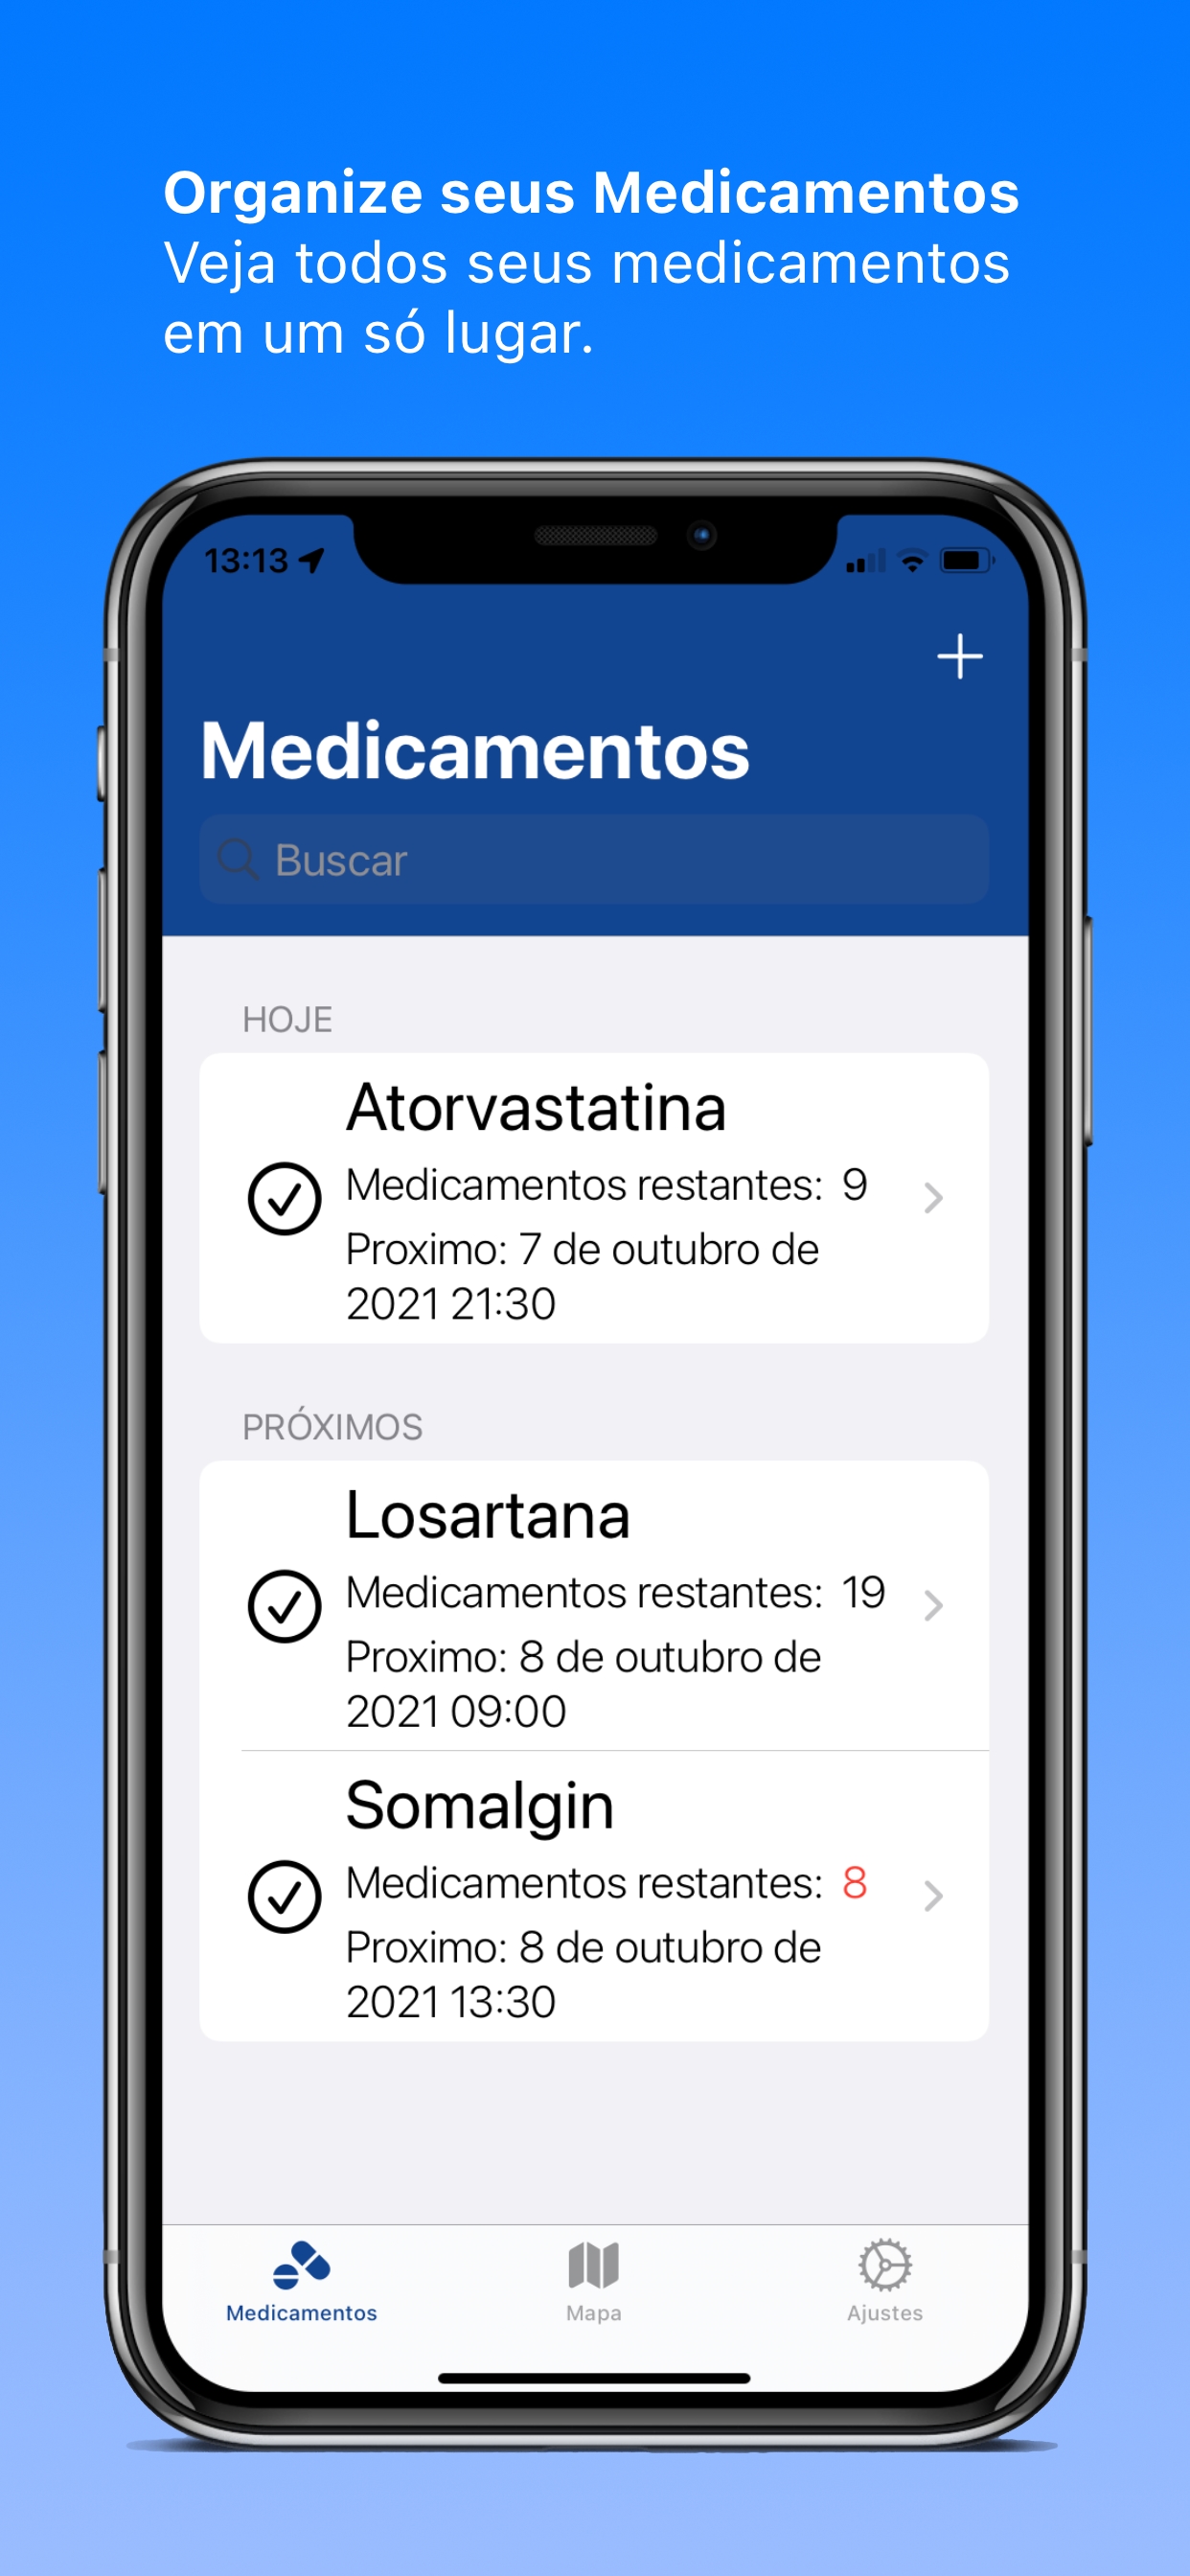 Organize seus Medicamentos
Veja todos seus medicamentos
em um só lugar.
13:13
Medicamentos
Buscar
HOJE
Atorvastatina
Medicamentos restantes: 9
Proximo: 7 de outubro de
2021 21:30
PRÓXIMOS
Losartana
Medicamentos restantes: 19
Proximo: 8 de outubro de
2021 09:00
Somalgin
Medicamentos restantes: 8
Proximo: 8 de outubro de
2021 13:30
Medicamentos
Mapa
Ajustes